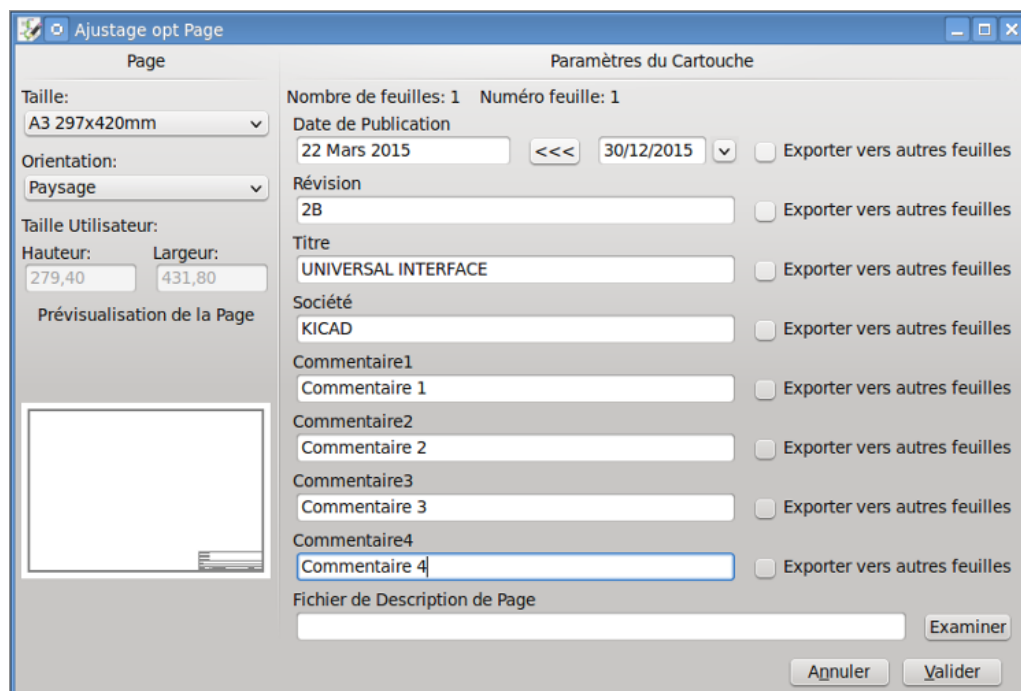 Ajustage opt Page
Page
Taille:
A3 297x420mm
Orientation:
Paysage
Taille Utilisateur:
Hauteur: Largeur:
279,40 431,80
Prévisualisation de la Page
Paramètres du Cartouche
Nombre de feuilles: 1 Numéro feuille: 1
Date de Publication
22 Mars 2015 <<< 30/12/2015 Exporter vers autres feuilles
Révision
2B Exporter vers autres feuilles
Titre
UNIVERSAL INTERFACE Exporter vers autres feuilles
Société
KICAD Exporter vers autres feuilles
Commentaire1
Commentaire 1 Exporter vers autres feuilles
Commentaire2
Commentaire 2 Exporter vers autres feuilles
Commentaire3
Commentaire 3 Exporter vers autres feuilles
Commentaire4
Commentaire 4 Exporter vers autres feuilles
Fichier de Description de Page
Examiner
Annuler Valider